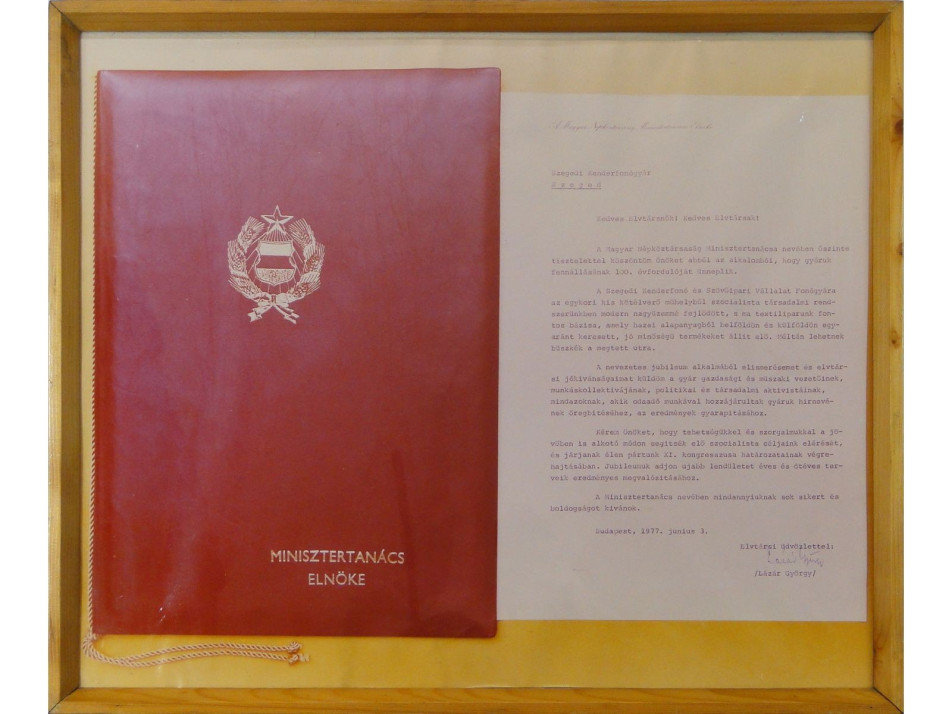 MINISZTERTANÁCS
ELNÖKE
A Magyar Népköztársaság Minisztertanácsa Elnöke
Szegedi Kenderfonógyár
S z e g e d
Kedves Elvtársnők! Kedves Elvtársak!
A Magyar Népköztársaság Minisztertanácsa nevében őszinte
tisztelettel köszöntöm Önöket abból az alkalomból, hogy gyáruk
fennállásának 100. évfordulóját ünneplik.
A Szegedi Kenderfonó és Szövőipari Vállalat Fonógyára
az egykori kis kötélverő műhelyből szocialista társadalmi rend-
szerünkben modern nagyüzemmé fejlődött, s ma textiliparunk fon-
tos bázisa, amely hazai alapanyagból belföldön és külföldön egy-
aránt keresett, jó minőségű termékeket állít elő. Méltán lehetnek
büszkék a megtett útra.
A nevezetes jubileum alkalmából elismerésemet és elvtár-
si jókívánságaimat küldöm a gyár gazdasági és műszaki vezetőinek,
munkáskollektívájának, politikai és társadalmi aktivistáinak,
mindazoknak, akik odaadó munkával hozzájárultak gyáruk hírnevé-
nek öregbítéséhez, az eredmények gyarapításához.
Kérem Önöket, hogy tehetségükkel és szorgalmukkal a jö-
vőben is alkotó módon segítsék elő szocialista céljaink elérését,
és járjanak élen pártunk XI. kongresszusa határozatainak végre-
hajtásában. Jubileumuk adjon ujabb lendületet éves és ötéves ter-
veik eredményes megvalósításához.
A Minisztertanács nevében mindannyiuknak sok sikert és
boldogságot kívánok.
Budapest, 1977. junius 3.
Elvtársi üdvözlettel:
/Lázár György/